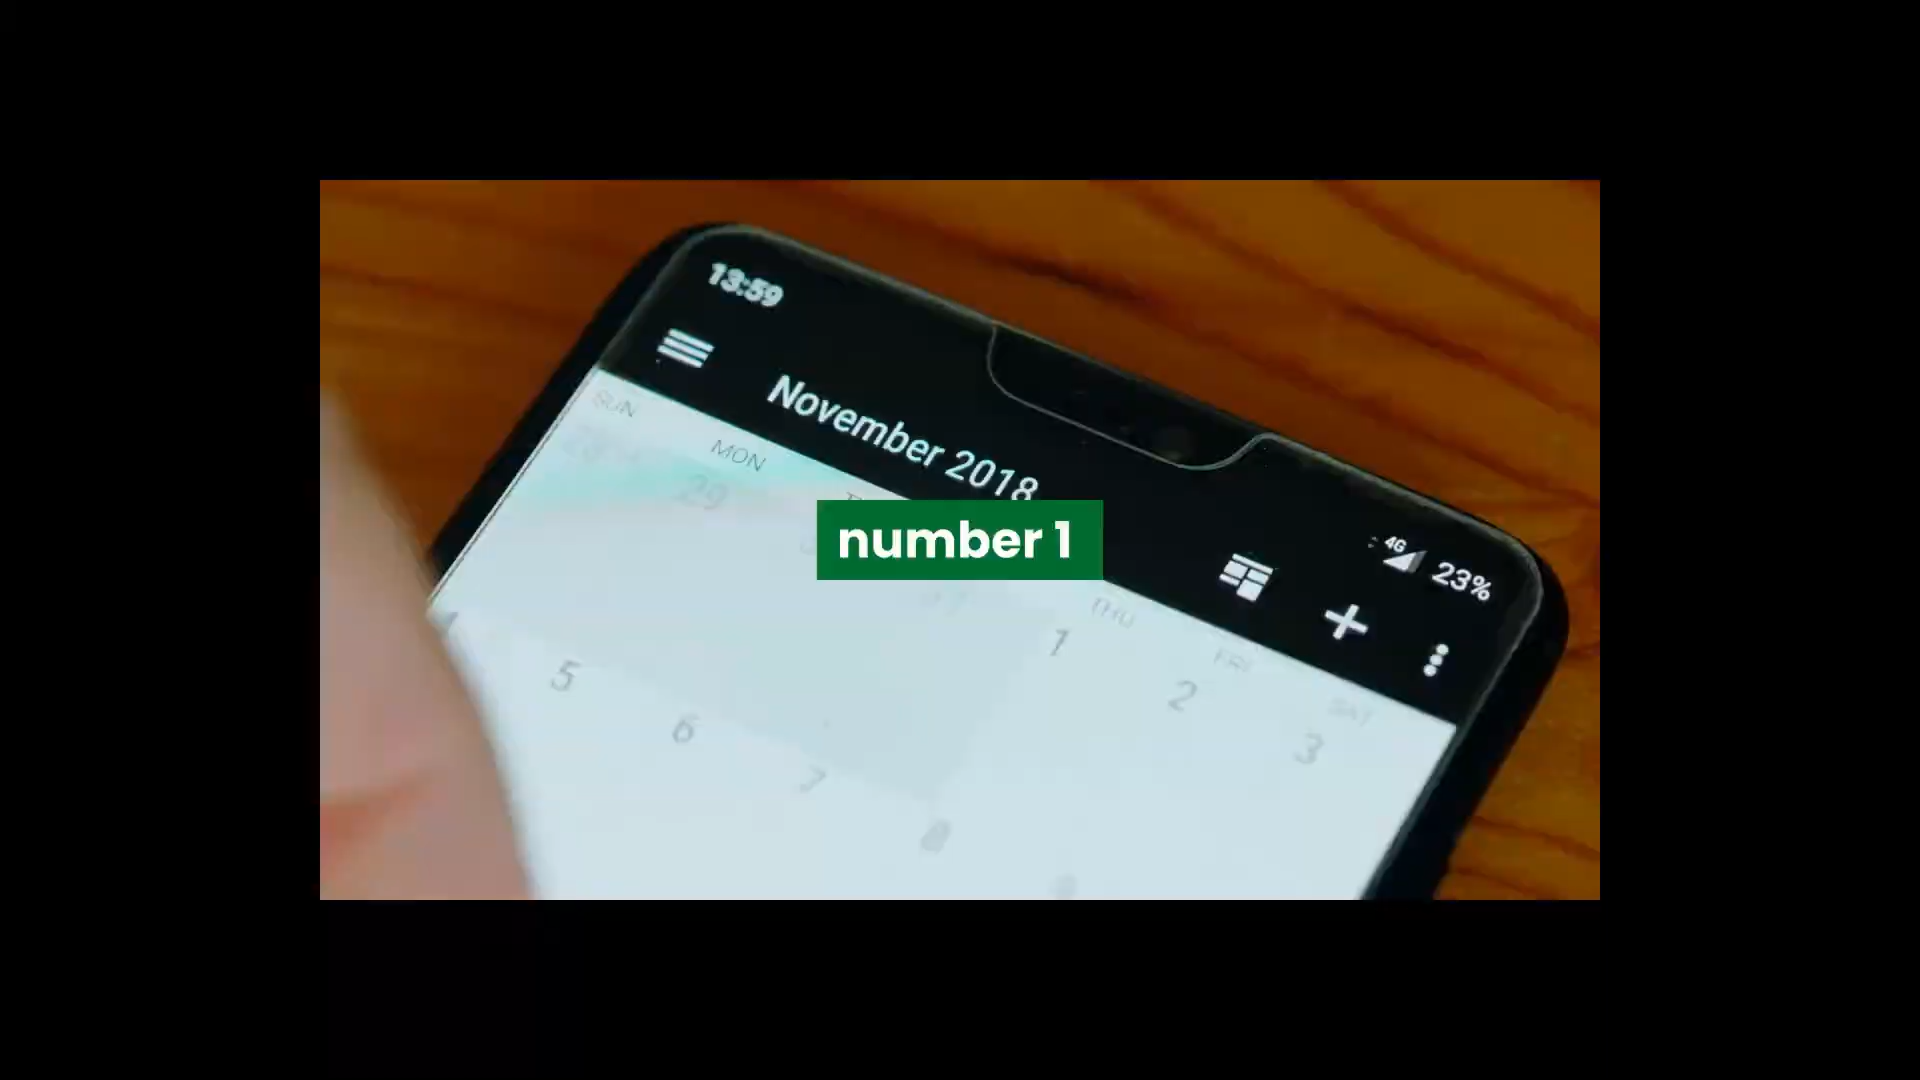 13:59
November 2018
4G 23%
SUN MON THU FRI SAT
29 1 2 3
4 5 6 7 8
number 1